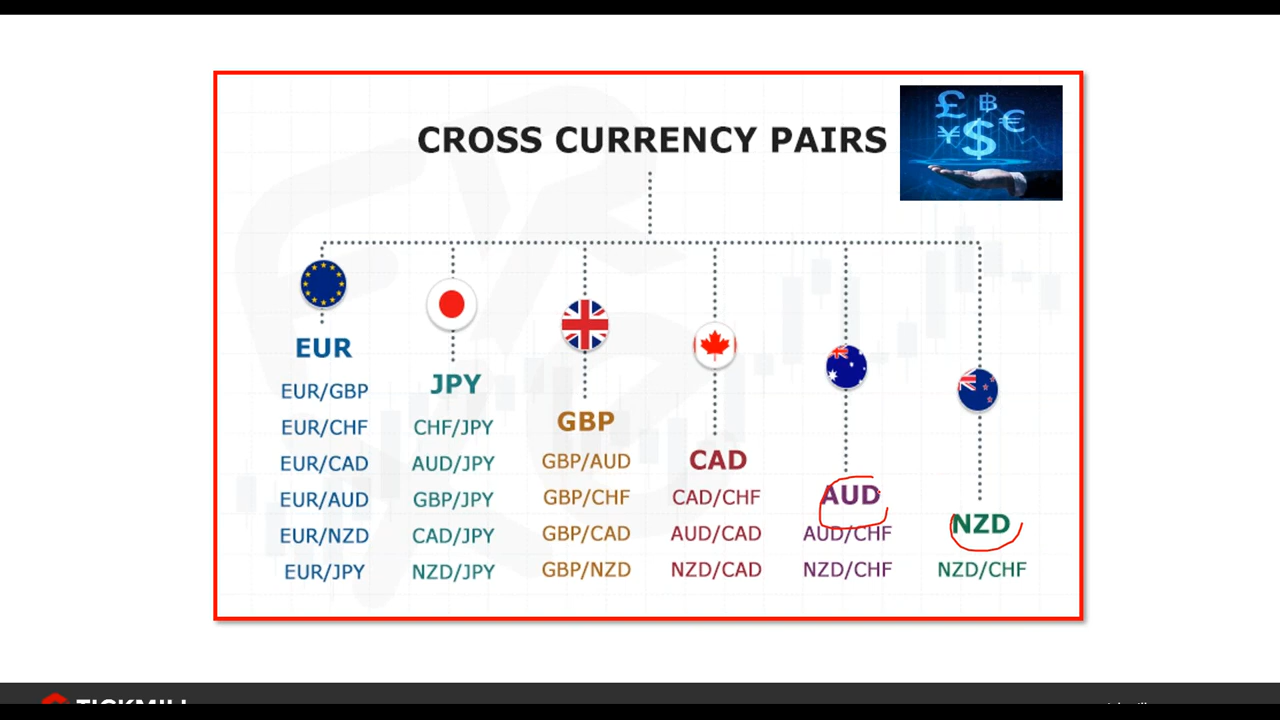 CROSS CURRENCY PAIRS
EUR
EUR/GBP
EUR/CHF
EUR/CAD
EUR/AUD
EUR/NZD
EUR/JPY
JPY
CHF/JPY
AUD/JPY
GBP/JPY
CAD/JPY
NZD/JPY
GBP
GBP/AUD
GBP/CHF
GBP/CAD
GBP/NZD
CAD
CAD/CHF
AUD/CAD
NZD/CAD
AUD
AUD/CHF
NZD/CHF
NZD
NZD/CHF
TICKMILL